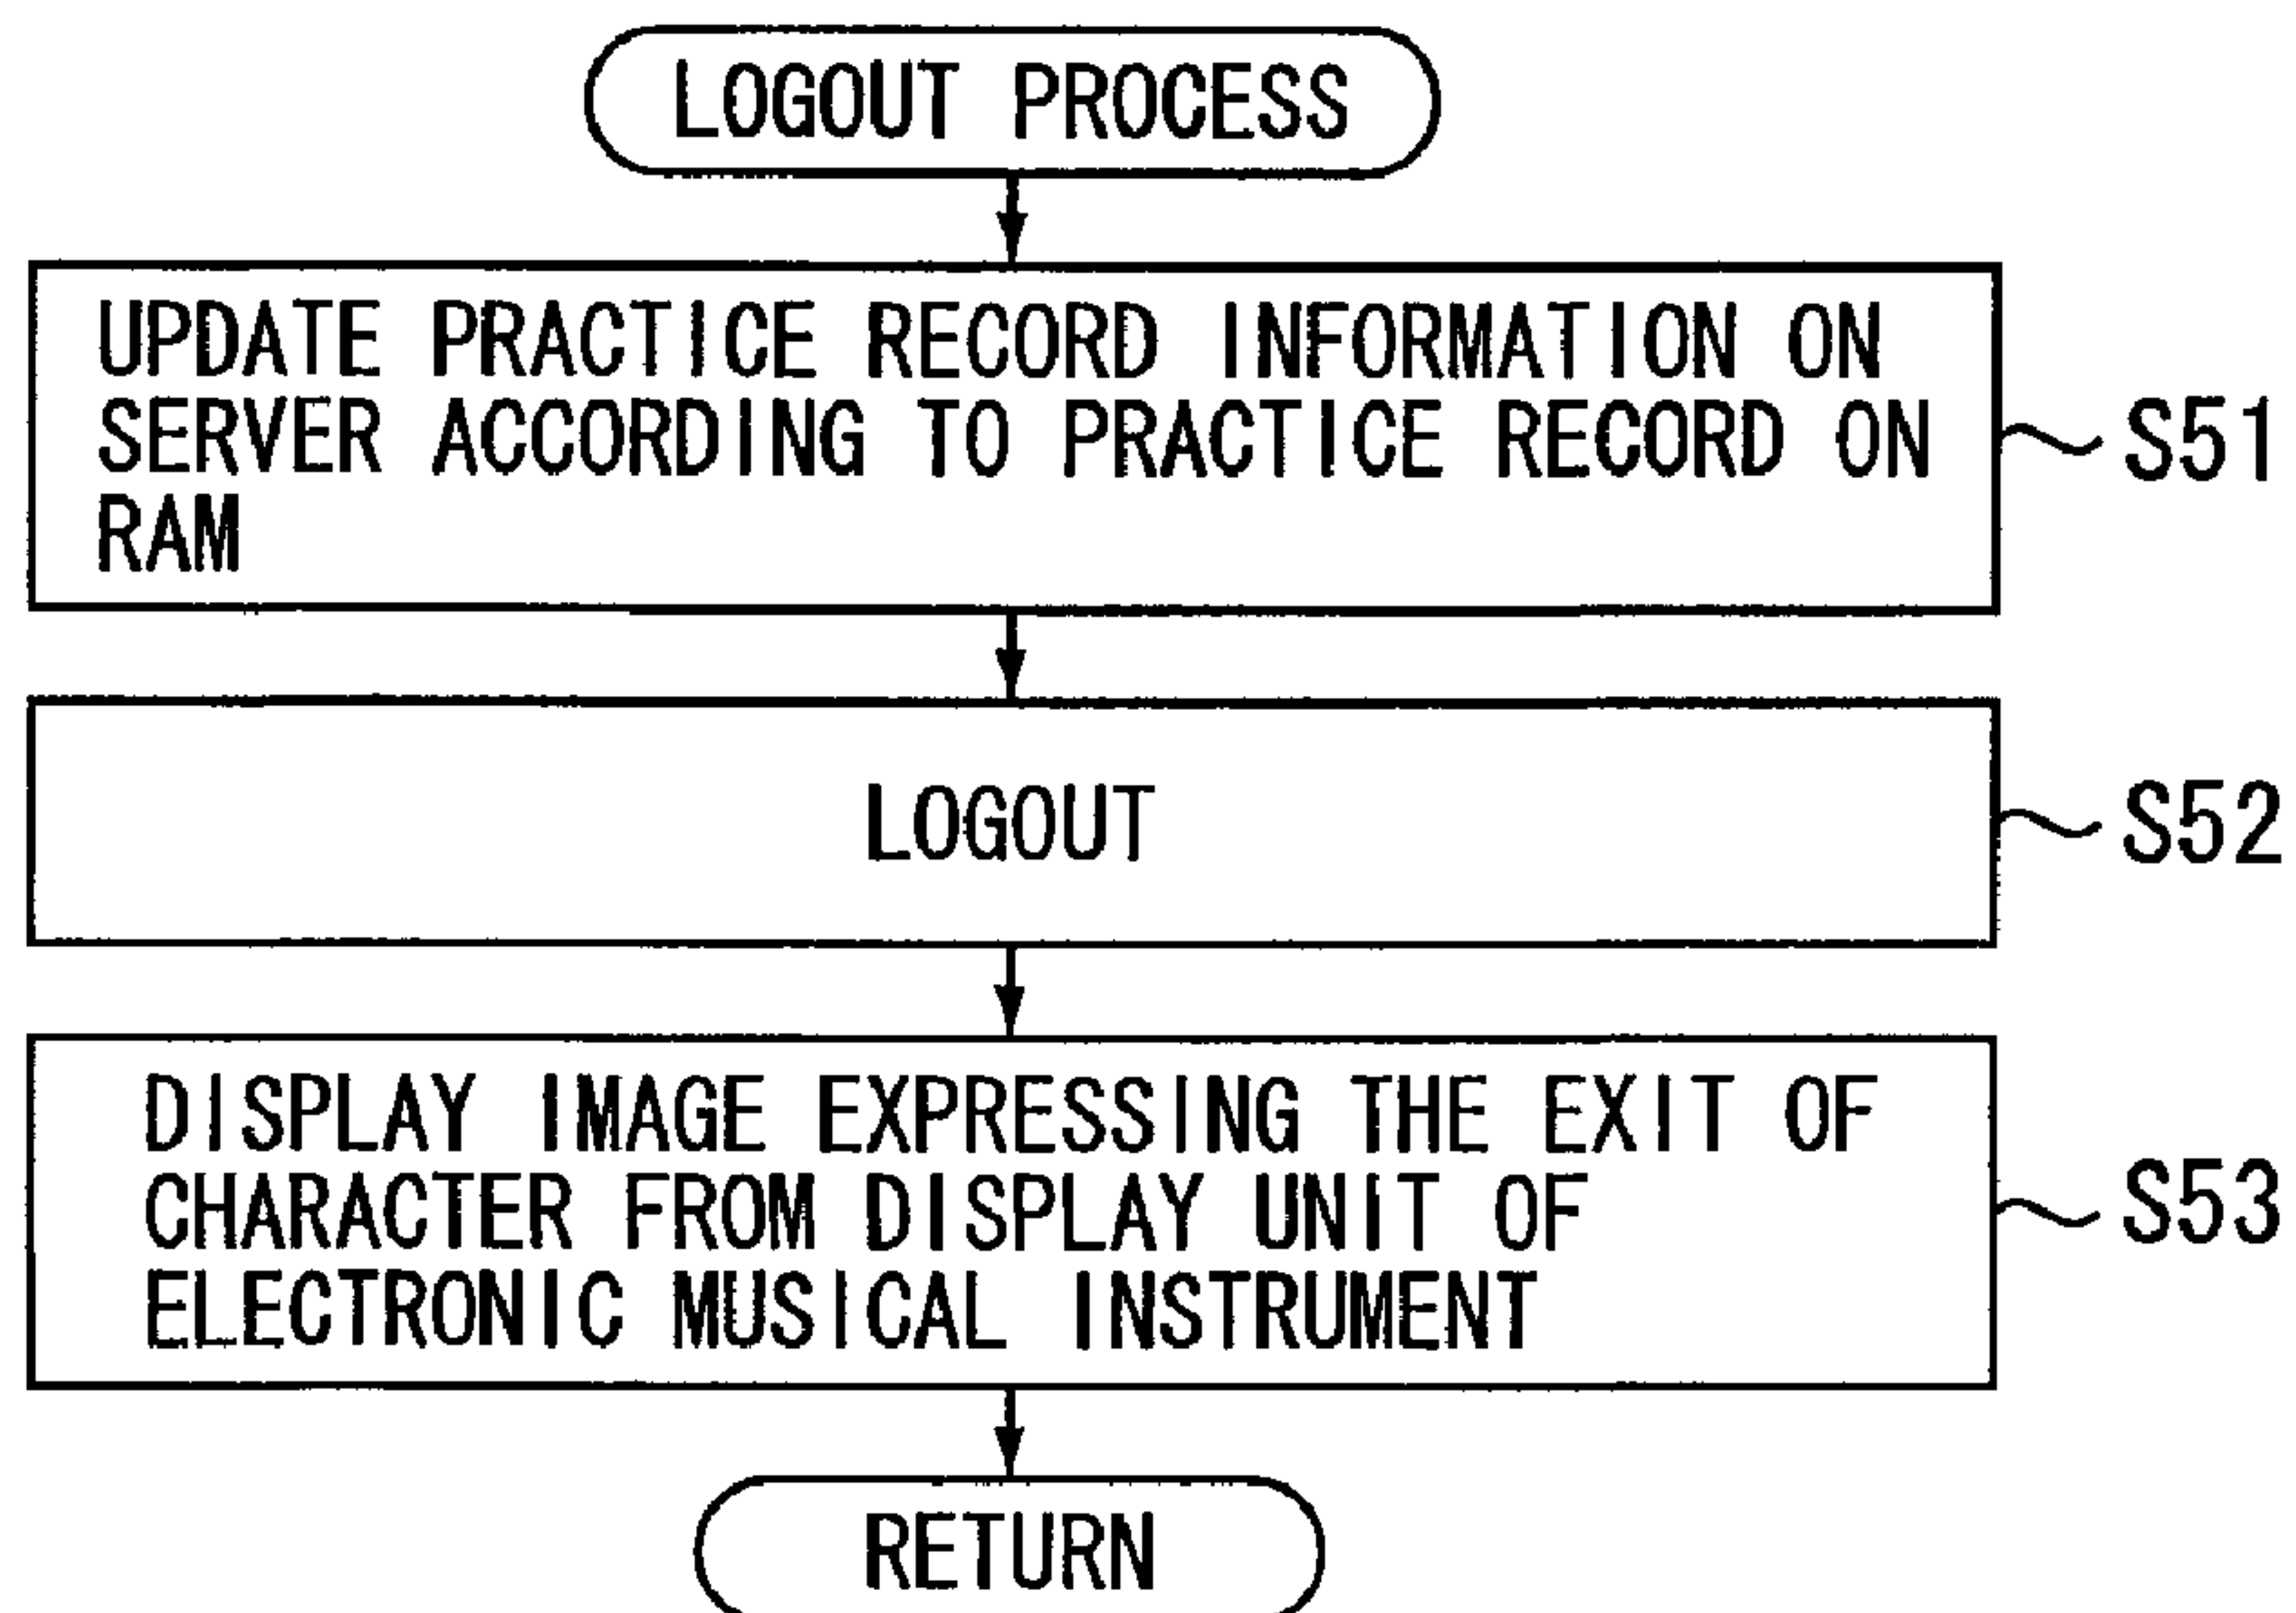 LOGOUT PROCESS
UPDATE PRACTICE RECORD INFORMATION ON
SERVER ACCORDING TO PRACTICE RECORD ON
RAM
S51
LOGOUT
S52
DISPLAY IMAGE EXPRESSING THE EXIT OF
CHARACTER FROM DISPLAY UNIT OF
ELECTRONIC MUSICAL INSTRUMENT
S53
RETURN